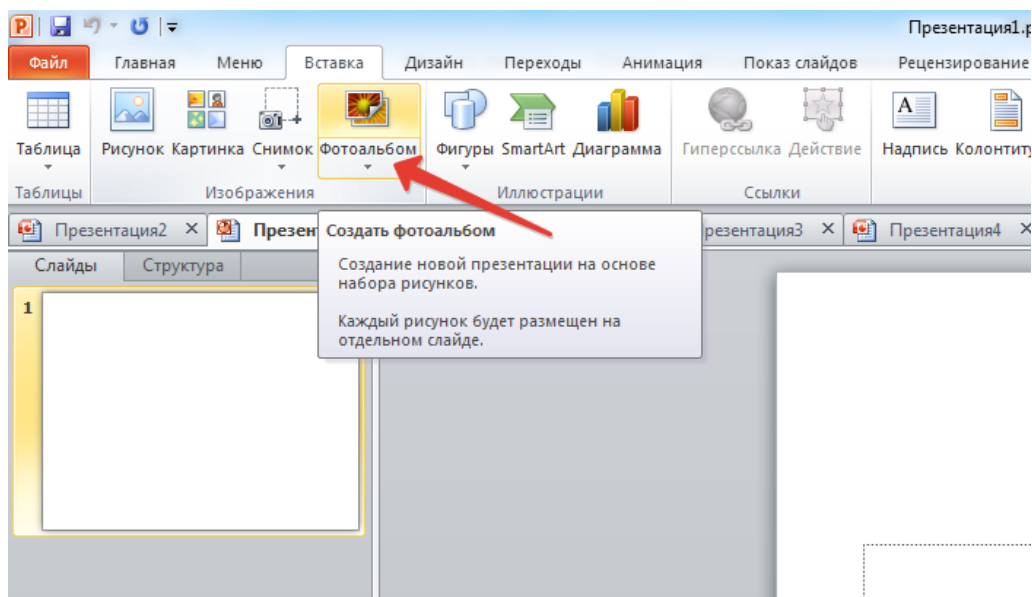 Презентация1.p
Файл Главная Меню Вставка Дизайн Переходы Анимация Показ слайдов Рецензирование
Таблица Рисунок Картинка Снимок Фотоальбом Фигуры SmartArt Диаграмма Гиперссылка Действие Надпись Колонтиту
Таблицы Изображения Иллюстрации Ссылки
Презентация2 Презен резентация3 Презентация4
Слайды Структура
Создать фотоальбом
Создание новой презентации на основе
набора рисунков.
Каждый рисунок будет размещен на
отдельном слайде.
1